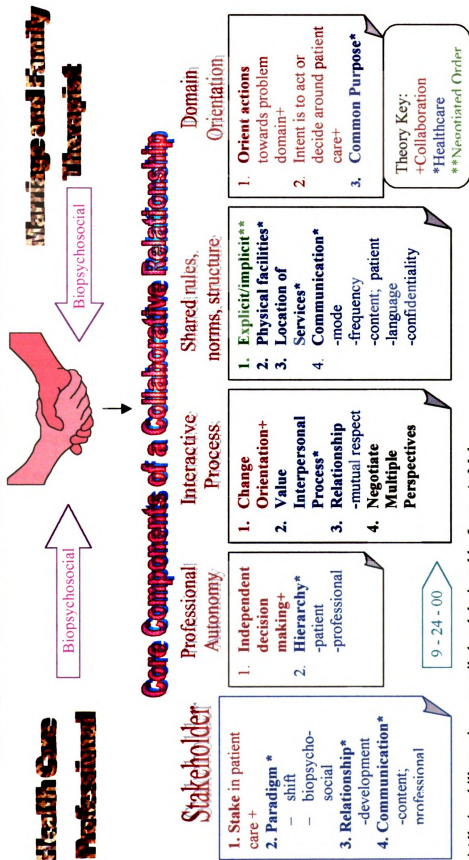 Health Care
Professional
Marriage and Family
Therapist
Biopsychosocial
Biopsychosocial
Core Components of a Collaborative Relationship
Stakeholder
1. Stake in patient
care +
2. Paradigm *
– shift
– biopsycho-
social
3. Relationship*
-development
4. Communication*
-content;
professional
Professional
Autonomy
1. Independent
decision
making+
2. Hierarchy*
-patient
-professional
Interactive
Process
1. Change
Orientation+
2. Value
Interpersonal
Process*
3. Relationship
-mutual respect
4. Negotiate
Multiple
Perspectives
Shared rules,
norms, structure
1. Explicit/implicit**
2. Physical facilities*
3. Location of
Services*
4. Communication*
-mode
-frequency
-content; patient
-language
-confidentiality
Domain
Orientation
1. Orient actions
towards problem
domain+
2. Intent is to act or
decide around patient
care+
3. Common Purpose*
Theory Key:
+Collaboration
*Healthcare
**Negotiated Order
9 - 24 - 00